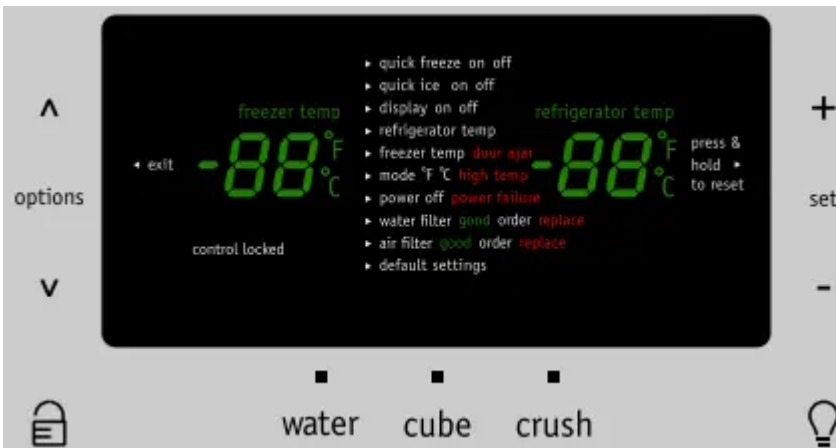 options
set
+
-
freezer temp
-88 °F °C
◂ exit
control locked
▸ quick freeze on off
▸ quick ice on off
▸ display on off
▸ refrigerator temp
▸ freezer temp door ajar
▸ mode °F °C high temp
▸ power off power failure
▸ water filter good order replace
▸ air filter good order replace
▸ default settings
refrigerator temp
-88 °F °C
press &
hold ▸
to reset
water cube crush